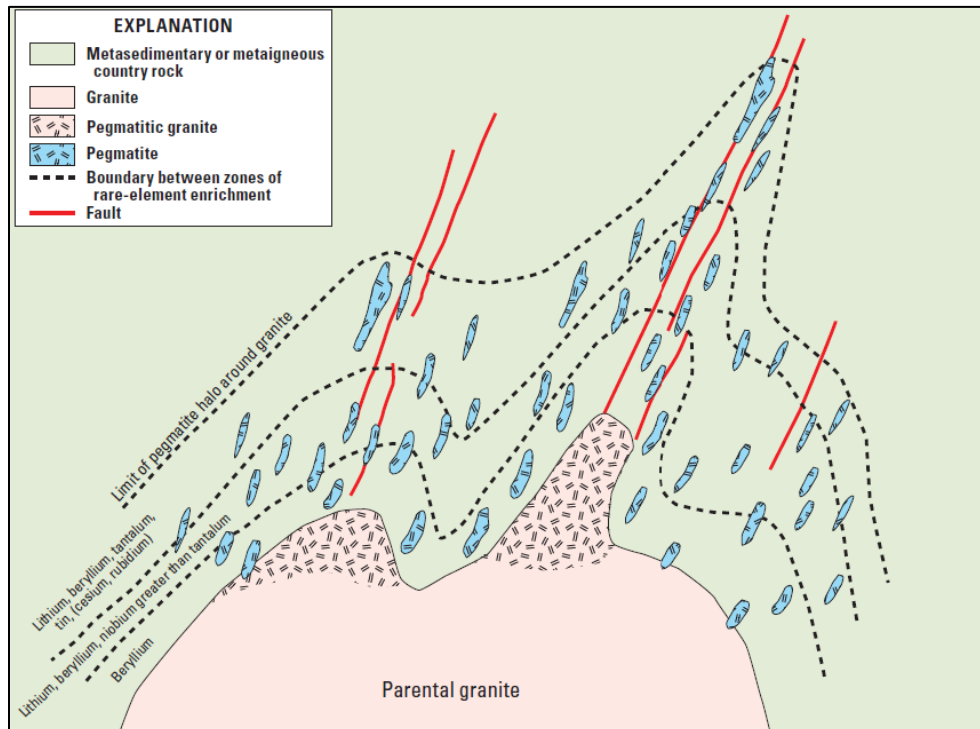 EXPLANATION
Metasedimentary or metaigneous
country rock
Granite
Pegmatitic granite
Pegmatite
Boundary between zones of
rare-element enrichment
Fault
Limit of pegmatite halo around granite
Lithium, beryllium, tantalum,
tin, (cesium, rubidium)
Lithium, beryllium, niobium greater than tantalum
Beryllium
Parental granite